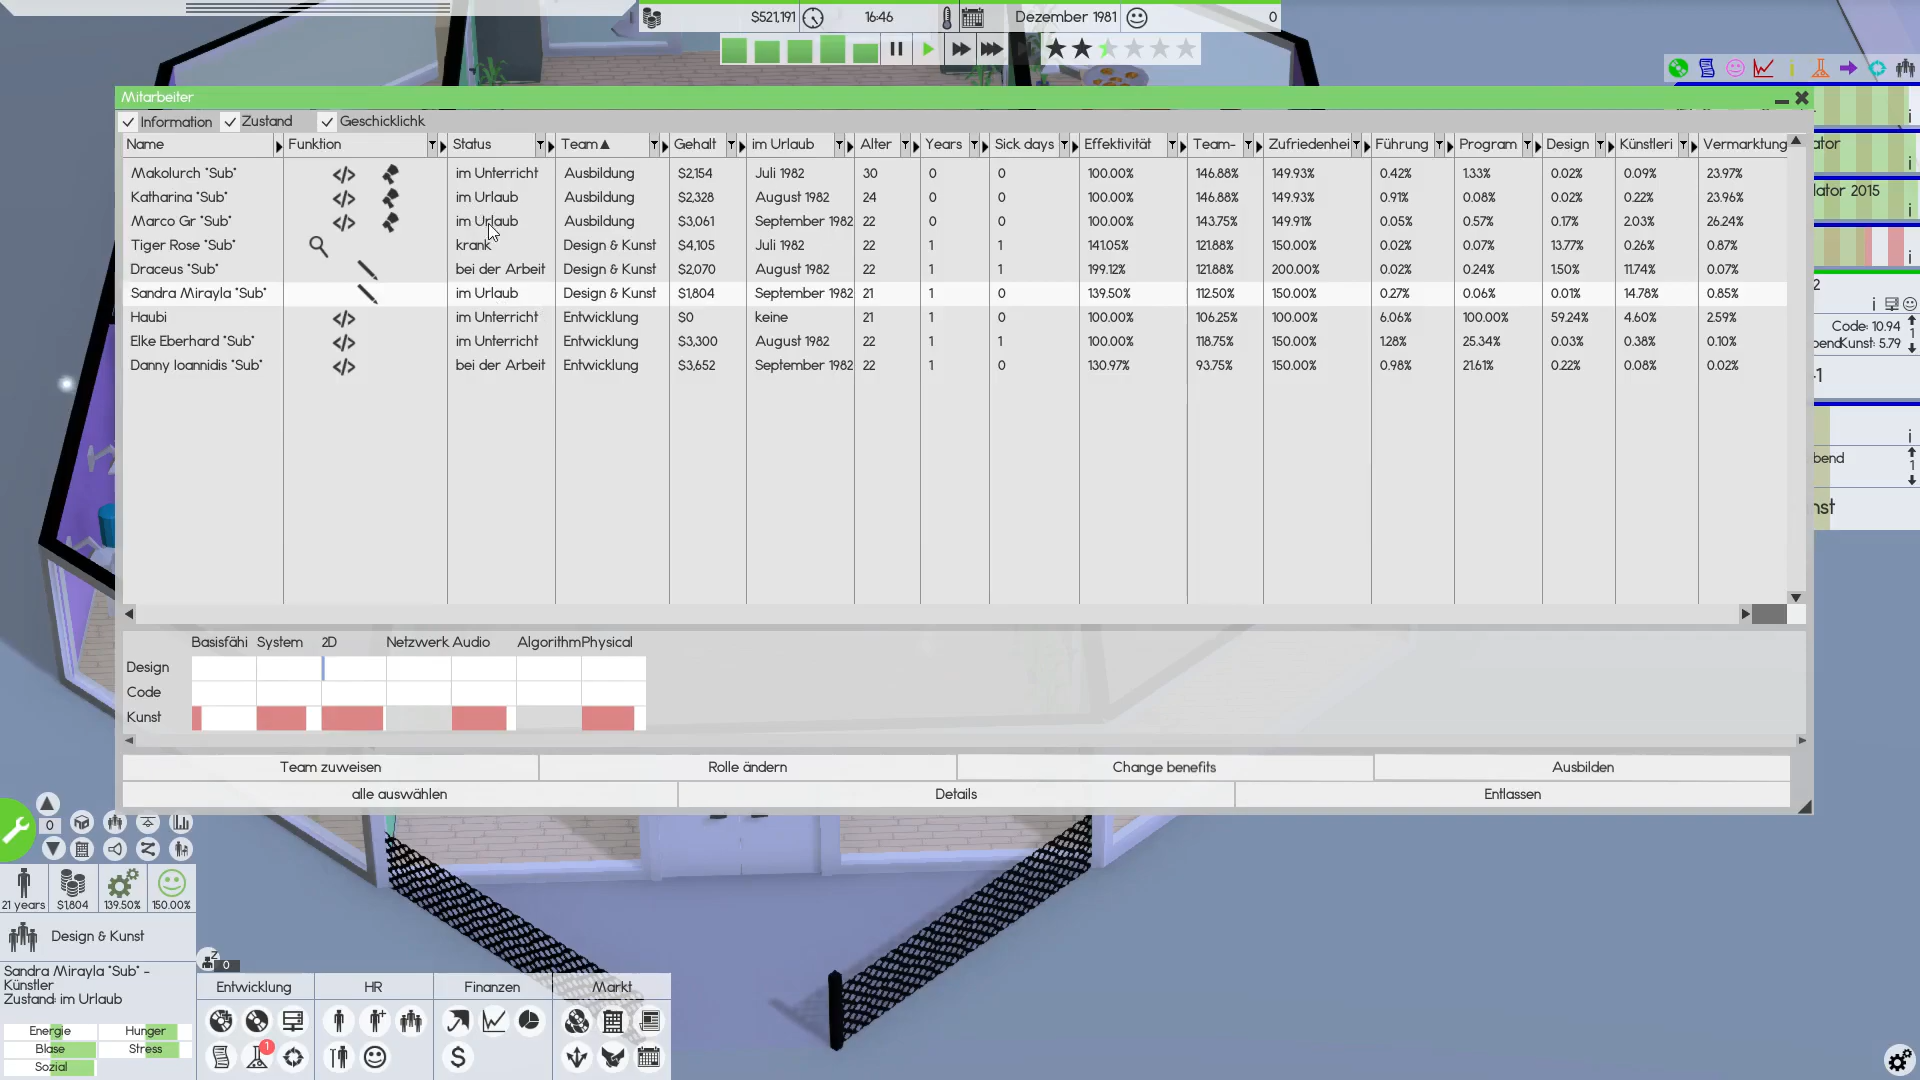 $521,191 16:46 Dezember 1981 0
Mitarbeiter
Information Zustand Geschicklichk
Name Funktion Status Team Gehalt im Urlaub Alter Years Sick days Effektivität Team- Zufriedenhei Führung Program Design Künstleri Vermarktung
Makolurch "Sub" </> im Unterricht Ausbildung $2,154 Juli 1982 30 0 0 100.00% 146.88% 149.93% 0.42% 1.33% 0.02% 0.09% 23.97%
Katharina "Sub" </> im Urlaub Ausbildung $2,328 August 1982 24 0 0 100.00% 146.88% 149.93% 0.91% 0.08% 0.02% 0.22% 23.96%
Marco Gr "Sub" </> im Urlaub Ausbildung $3,061 September 1982 22 0 0 100.00% 143.75% 149.91% 0.05% 0.57% 0.17% 2.03% 26.24%
Tiger Rose "Sub" krank Design & Kunst $4,105 Juli 1982 22 1 1 141.05% 121.88% 150.00% 0.02% 0.07% 13.77% 0.26% 0.87%
Draceus "Sub" bei der Arbeit Design & Kunst $2,070 August 1982 22 1 1 199.12% 121.88% 200.00% 0.02% 0.24% 1.50% 11.74% 0.07%
Sandra Mirayla "Sub" im Urlaub Design & Kunst $1,804 September 1982 21 1 0 139.50% 112.50% 150.00% 0.27% 0.06% 0.01% 14.78% 0.85%
Haubi </> im Unterricht Entwicklung $0 keine 21 1 0 100.00% 106.25% 100.00% 6.06% 100.00% 59.24% 4.60% 2.59%
Elke Eberhard "Sub" </> im Unterricht Entwicklung $3,300 August 1982 22 1 1 100.00% 118.75% 150.00% 1.28% 25.34% 0.03% 0.38% 0.10%
Danny Ioannidis "Sub" </> bei der Arbeit Entwicklung $3,652 September 1982 22 1 0 130.97% 93.75% 150.00% 0.98% 21.61% 0.22% 0.08% 0.02%
ator
lator 2015
2
Code: 10.94
1
bendKunst: 5.79
-1
bend
1
nst
Basisfähi System 2D Netzwerk Audio Algorithm Physical
Design
Code
Kunst
Team zuweisen Rolle ändern Change benefits Ausbilden
alle auswählen Details Entlassen
0
21 years $1,804 139.50% 150.00%
Design & Kunst
Sandra Mirayla "Sub" -
Künstler
Zustand: im Urlaub
Energie Hunger
Blase Stress
Sozial
Z
0
Entwicklung HR Finanzen Markt
1
$